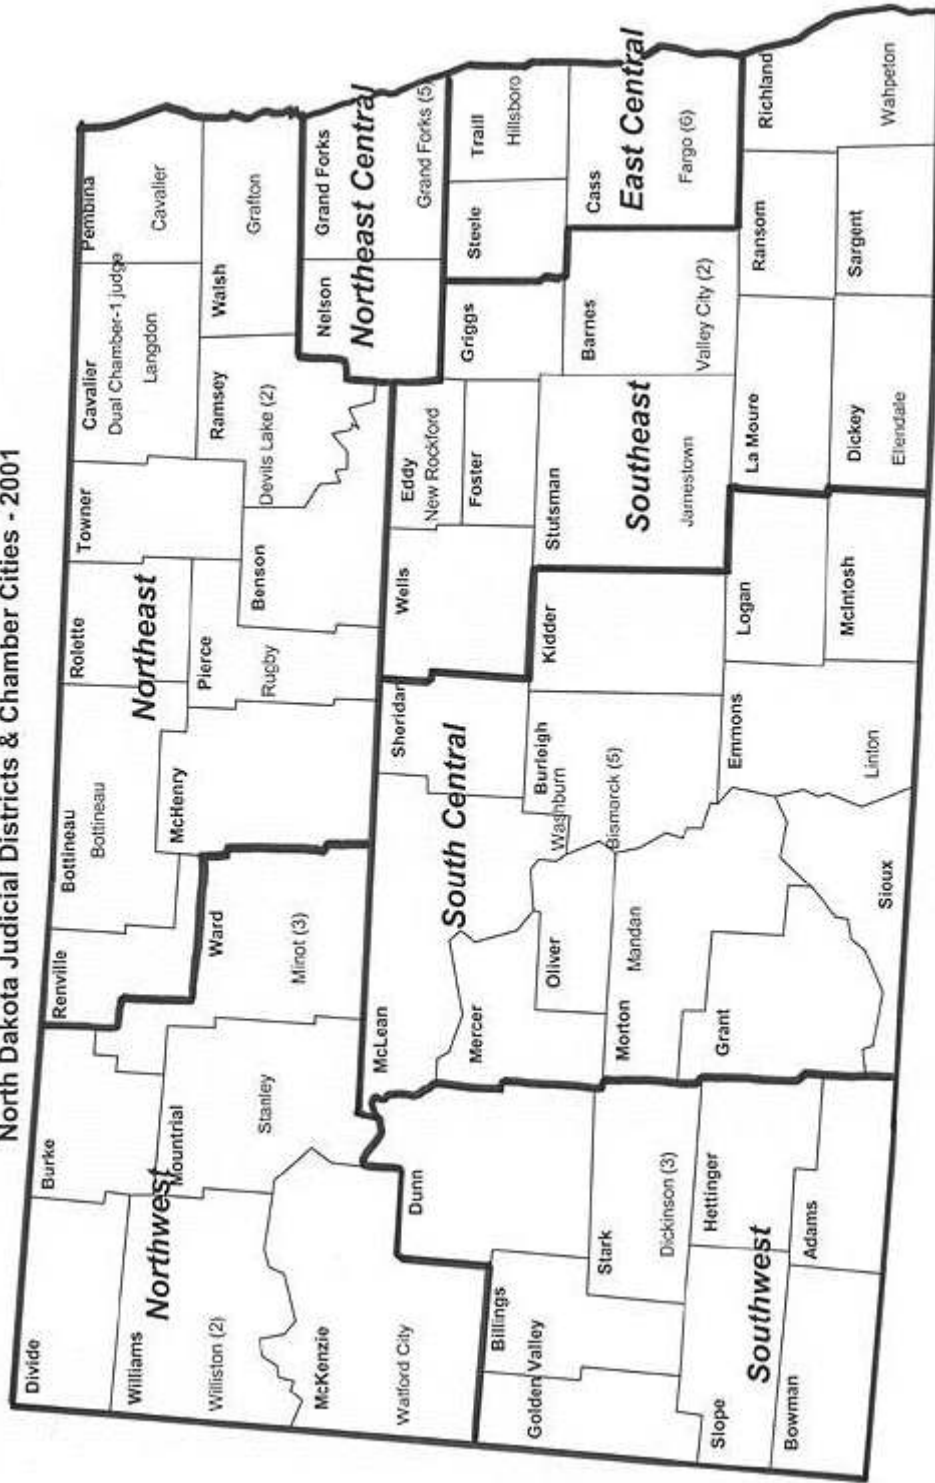 North Dakota Judicial Districts & Chamber Cities - 2001
Divide
Burke
Renville
Bottineau
Bottineau
Rolette
Towner
Cavalier
Dual Chamber-1 judge
Langdon
Pembina
Cavalier
Williams
Northwest
Williston (2)
Mountrial
Stanley
Ward
Minot (3)
McHenry
Northeast
Pierce
Rugby
Benson
Ramsey
Devils Lake (2)
Walsh
Grafton
McKenzie
Watford City
Nelson
Grand Forks
Northeast Central
Grand Forks (5)
Dunn
McLean
Sheridan
Wells
Eddy
New Rockford
Foster
Griggs
Steele
Traill
Hillsboro
Billings
Golden Valley
Mercer
South Central
Oliver
Burleigh
Washburn
Bismarck (5)
Kidder
Stutsman
Southeast
Jamestown
Barnes
Valley City (2)
Cass
East Central
Fargo (6)
Stark
Dickinson (3)
Morton
Mandan
Slope
Southwest
Hettinger
Grant
Emmons
Linton
Logan
La Moure
Ransom
Richland
Wahpeton
Bowman
Adams
Sioux
McIntosh
Dickey
Ellendale
Sargent